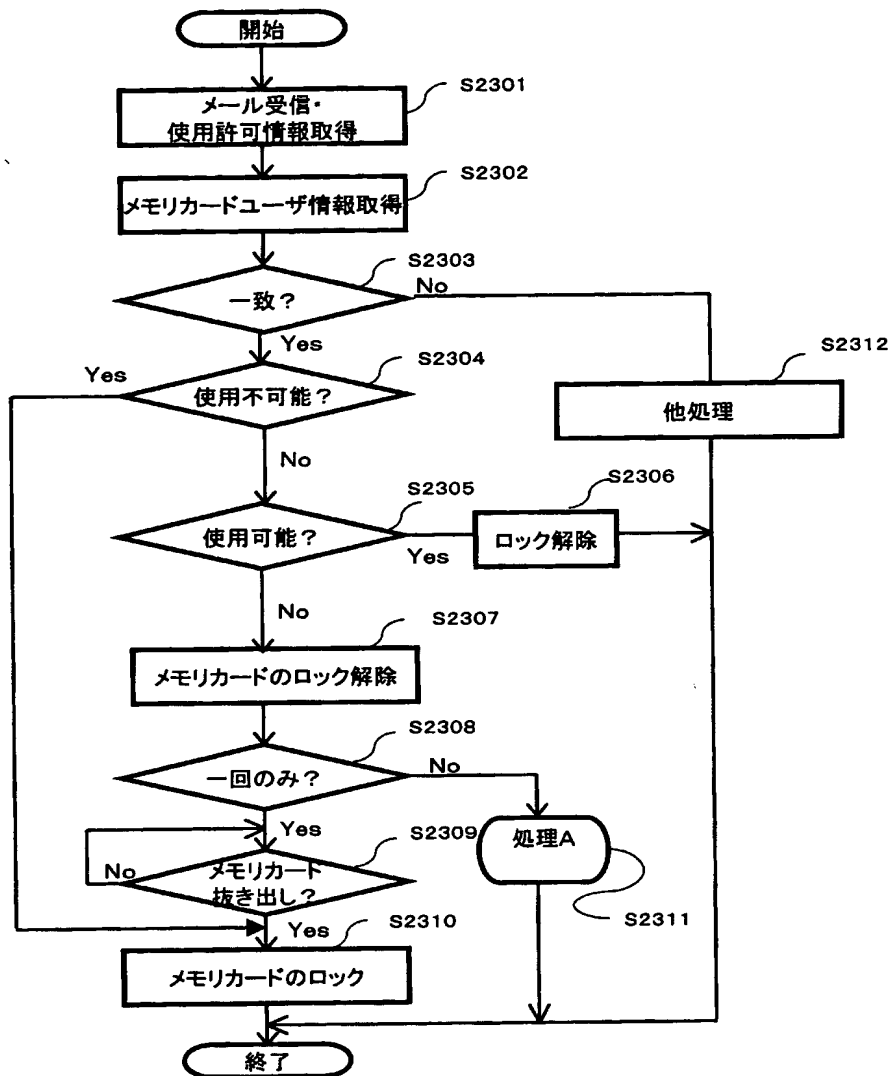 開始
S2301
メール受信・
使用許可情報取得
S2302
メモリカードユーザ情報取得
S2303
一致?
No
Yes
S2304
Yes
使用不可能?
S2312
他処理
No
S2305
S2306
使用可能?
Yes
ロック解除
No
S2307
メモリカードのロック解除
S2308
一回のみ?
No
Yes
S2309
処理A
No
メモリカード
抜き出し?
S2310
S2311
Yes
メモリカードのロック
終了